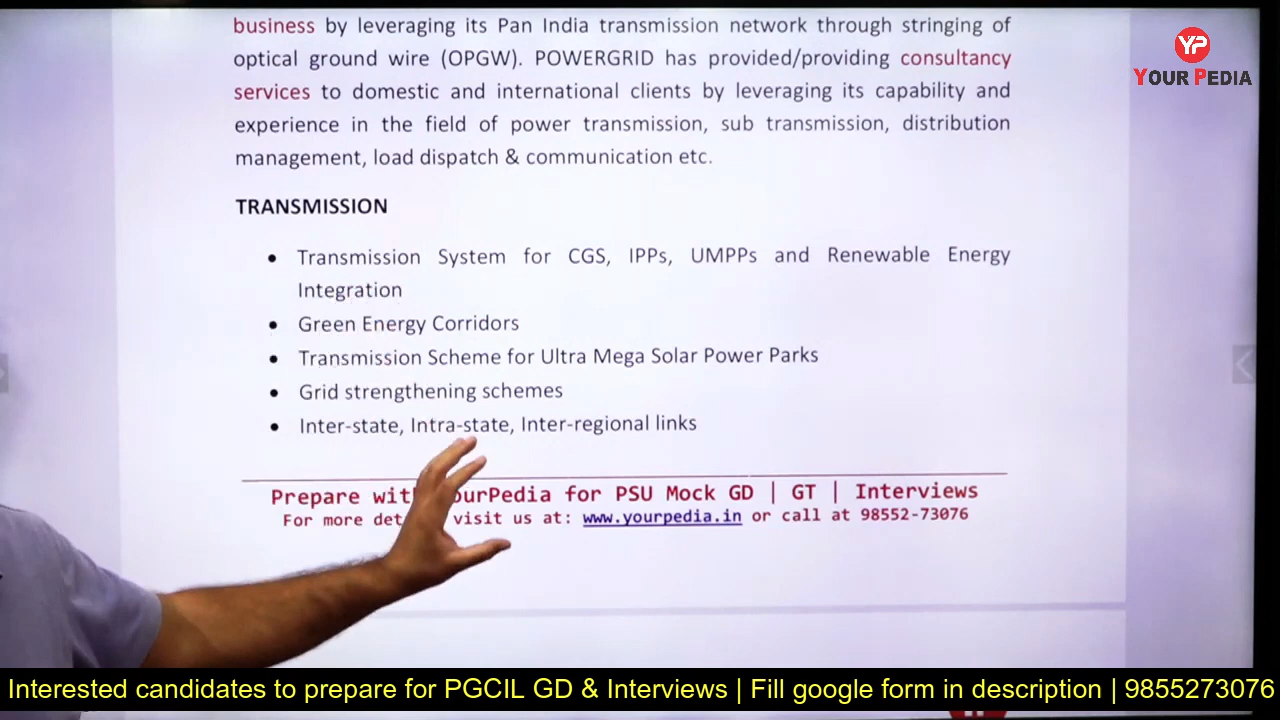 business by leveraging its Pan India transmission network through stringing of
optical ground wire (OPGW). POWERGRID has provided/providing consultancy
services to domestic and international clients by leveraging its capability and
experience in the field of power transmission, sub transmission, distribution
management, load dispatch & communication etc.
YP
YOUR PEDIA
TRANSMISSION
• Transmission System for CGS, IPPs, UMPPs and Renewable Energy
Integration
• Green Energy Corridors
• Transmission Scheme for Ultra Mega Solar Power Parks
• Grid strengthening schemes
• Inter-state, Intra-state, Inter-regional links
Prepare with YourPedia for PSU Mock GD | GT | Interviews
For more visit us at: www.yourpedia.in or call at 98552-73076
Interested candidates to prepare for PGCIL GD & Interviews | Fill google form in description | 9855273076